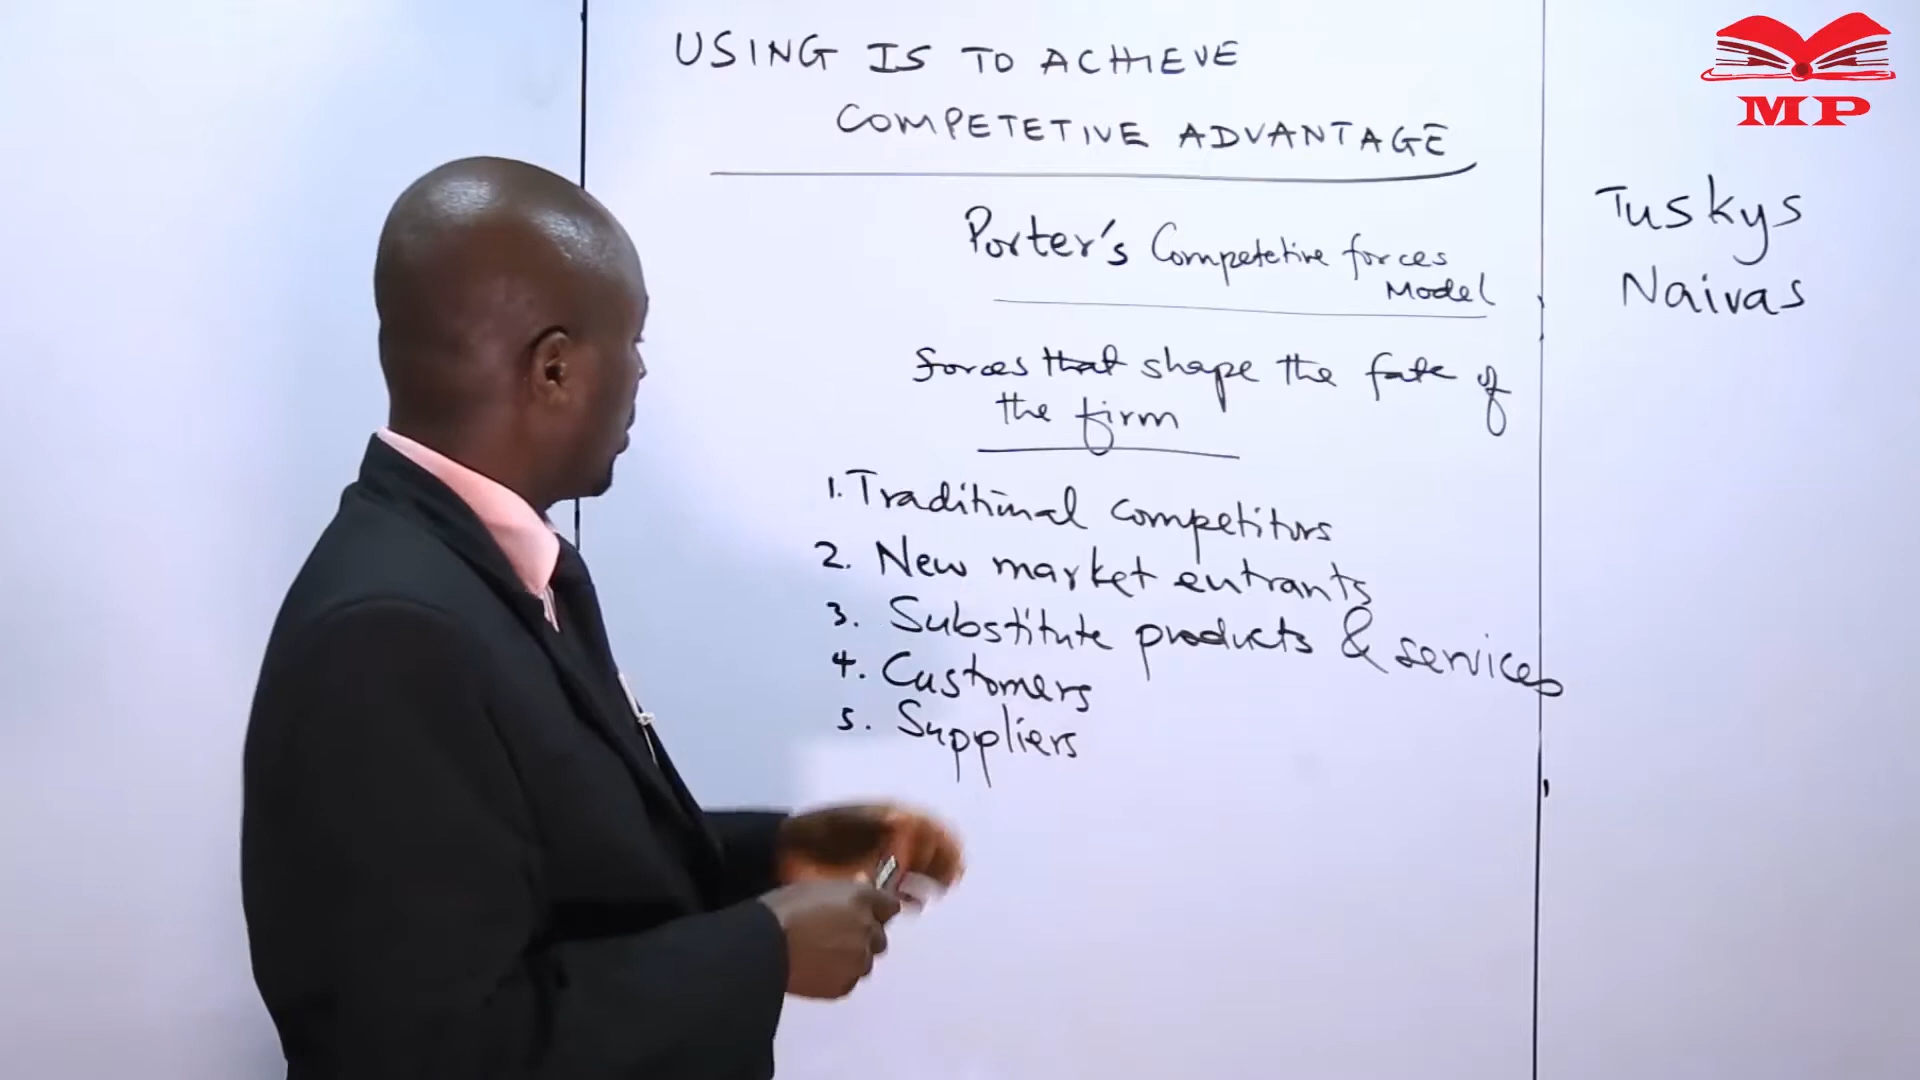 USING IS TO ACHIEVE
COMPETETIVE ADVANTAGE
Porter's Competetive forces
Model
forces that shape the fate of
the firm
1. Traditional competitors
2. New market entrants
3. Substitute products & services
4. Customers
5. Suppliers
Tuskys
Naivas
MP